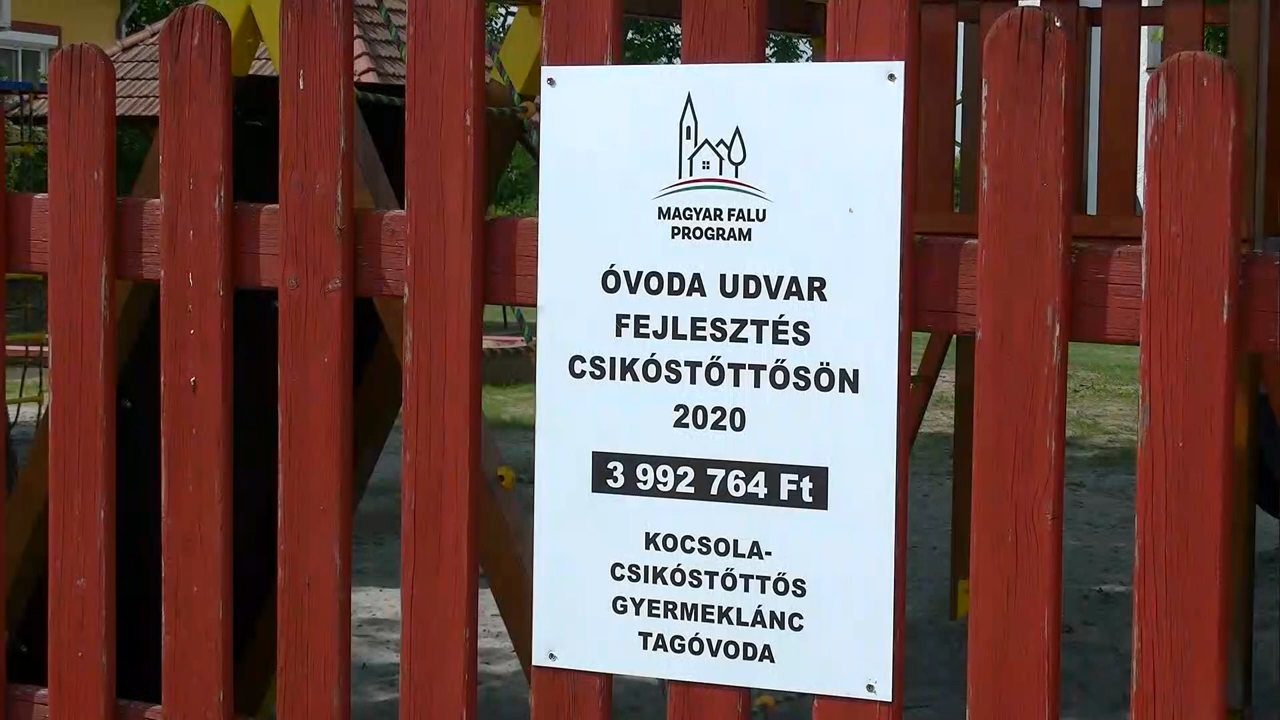 MAGYAR FALU
PROGRAM
ÓVODA UDVAR
FEJLESZTÉS
CSIKÓSTŐTTŐSÖN
2020
3 992 764 Ft
KOCSOLA-
CSIKÓSTŐTTŐS
GYERMEKLÁNC
TAGÓVODA